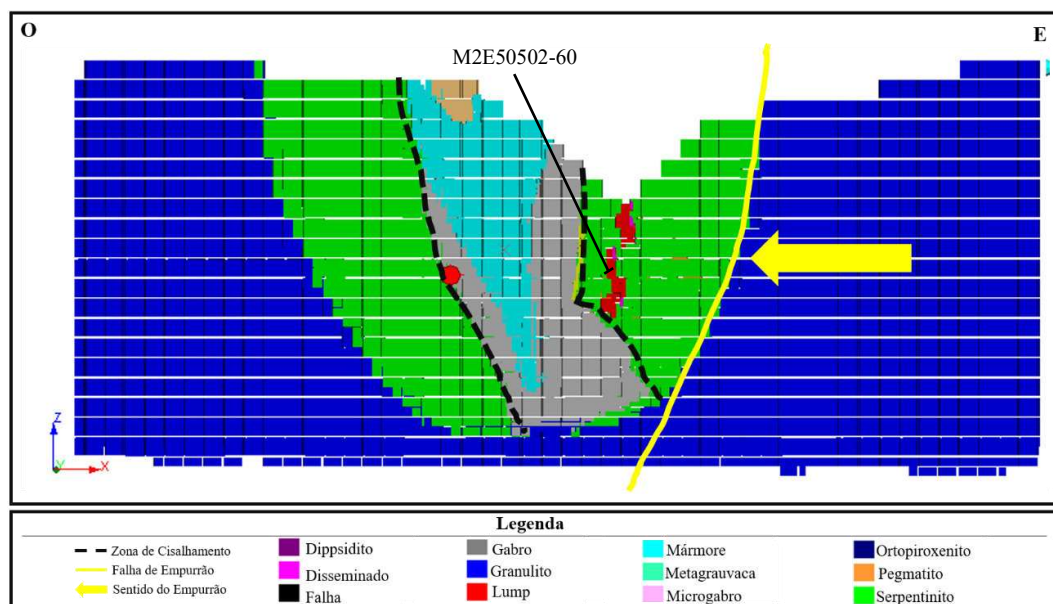 O E
M2E50502-60
Z
Y X
Legenda
Zona de Cisalhamento
Falha de Empurrão
Sentido do Empurrão
Dippsidito
Disseminado
Falha
Gabro
Granulito
Lump
Mármore
Metagrauvaca
Microgabro
Ortopiroxenito
Pegmatito
Serpentinito